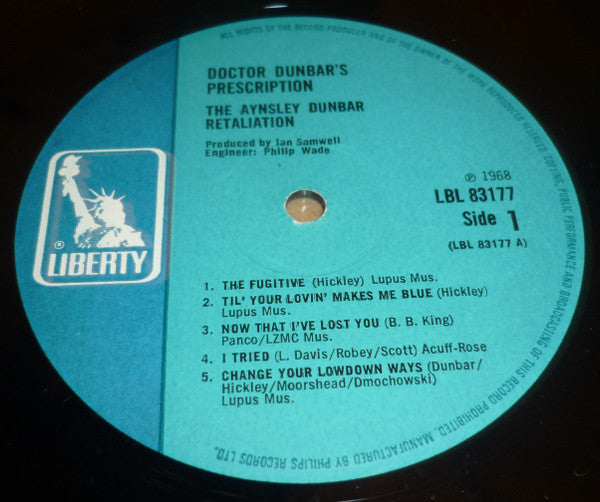 ALL RIGHTS OF THE RECORD PRODUCER AND OF THE OWNER OF THE WORK REPRODUCED RESERVED. COPYING, PUBLIC PERFORMANCE AND BROADCASTING OF THIS RECORD PROHIBITED. MANUFACTURED BY PHILIPS RECORDS LTD.
DOCTOR DUNBAR'S
PRESCRIPTION
THE AYNSLEY DUNBAR
RETALIATION
Produced by Ian Samwell
Engineer: Philip Wade
℗ 1968
LBL 83177
Side 1
(LBL 83177 A)
® LIBERTY
1. THE FUGITIVE (Hickley) Lupus Mus.
2. TIL' YOUR LOVIN' MAKES ME BLUE (Hickley)
Lupus Mus.
3. NOW THAT I'VE LOST YOU (B. B. King)
Panco/LZMC Mus.
4. I TRIED (L. Davis/Robey/Scott) Acuff-Rose
5. CHANGE YOUR LOWDOWN WAYS (Dunbar/
Hickley/Moorshead/Dmochowski)
Lupus Mus.